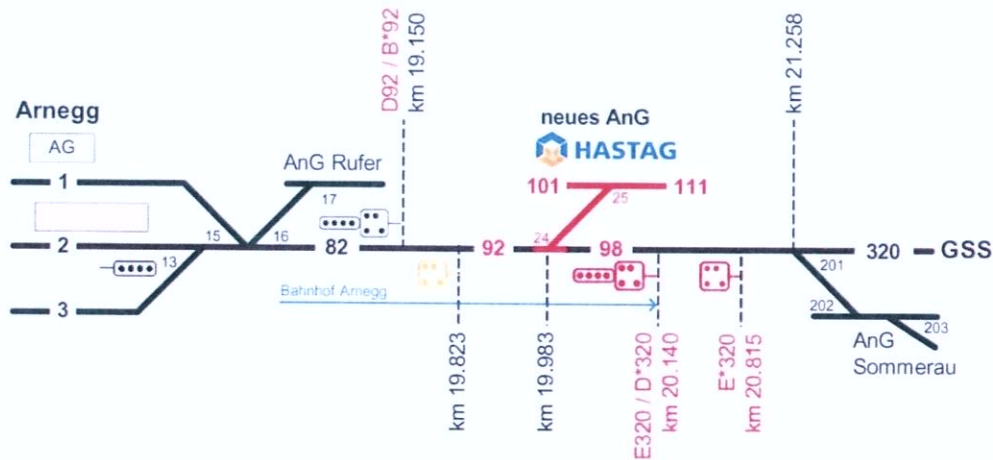 D92 / B*92
km 19.150
km 21.258
Arnegg
AG
neues AnG
HASTAG
AnG Rufer
1
17
101
111
25
15
16
24
2
82
92
98
320
GSS
13
201
Bahnhof Arnegg
3
202
203
AnG
Sommerau
km 19.823
km 19.983
E320 / D*320
km 20.140
E*320
km 20.815